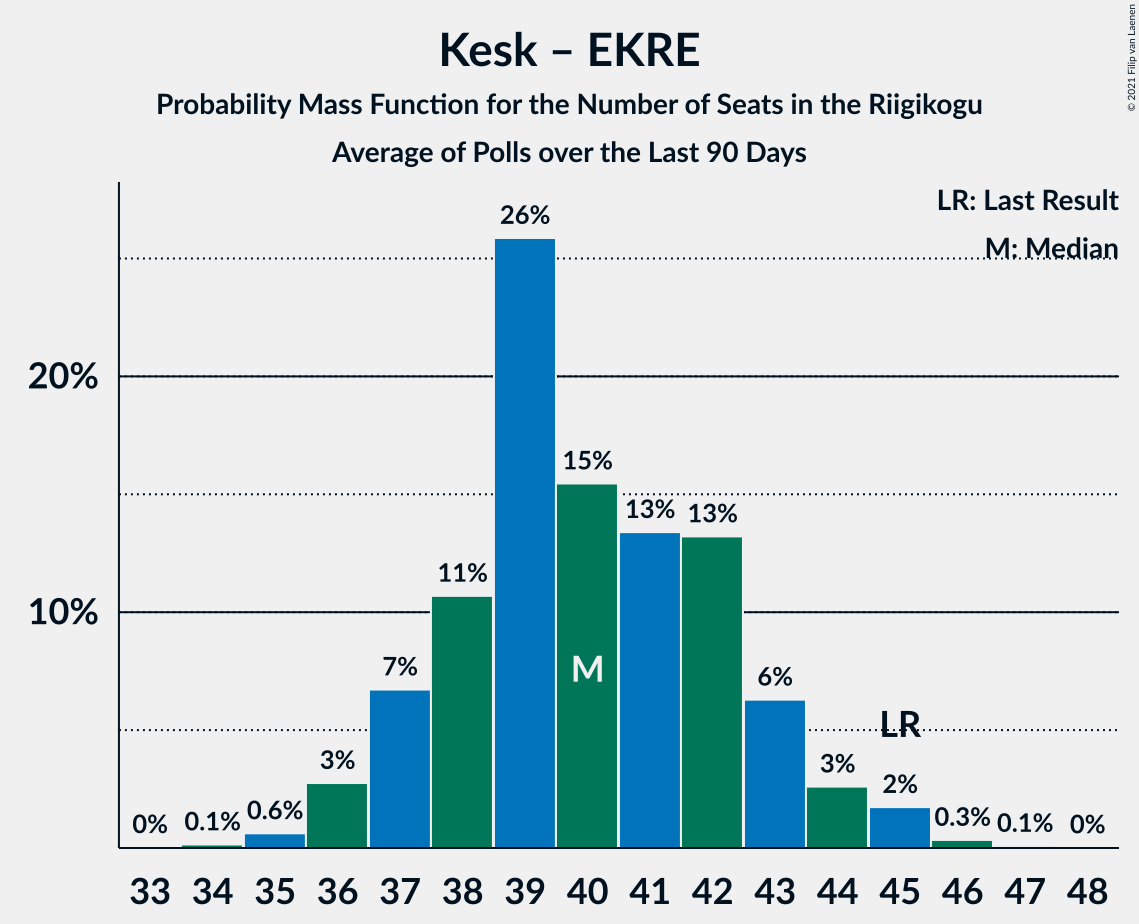 Kesk – EKRE
Probability Mass Function for the Number of Seats in the Riigikogu
Average of Polls over the Last 90 Days
© 2021 Filip van Laenen
LR: Last Result
M: Median
26%
20%
15%
13%
13%
11%
10%
7%
M
6%
LR
3%
3%
2%
0%
0.1%
0.6%
0.3%
0.1%
0%
33 34 35 36 37 38 39 40 41 42 43 44 45 46 47 48